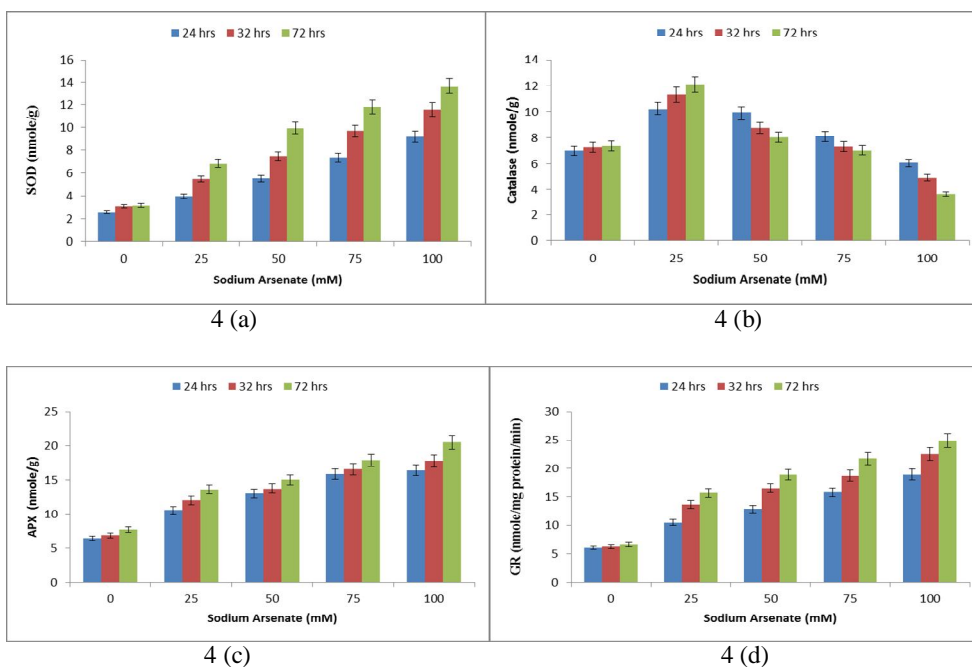 24 hrs 32 hrs 72 hrs
SOD (nmole/g)
16
14
12
10
8
6
4
2
0
0 25 50 75 100
Sodium Arsenate (mM)
4 (a)
24 hrs 32 hrs 72 hrs
Catalase (nmole/g)
14
12
10
8
6
4
2
0
0 25 50 75 100
Sodium Arsenate (mM)
4 (b)
24 hrs 32 hrs 72 hrs
APX (nmole/g)
25
20
15
10
5
0
0 25 50 75 100
Sodium Arsenate (mM)
4 (c)
24 hrs 32 hrs 72 hrs
GR (nmole/mg protein/min)
30
25
20
15
10
5
0
0 25 50 75 100
Sodium Arsenate (mM)
4 (d)